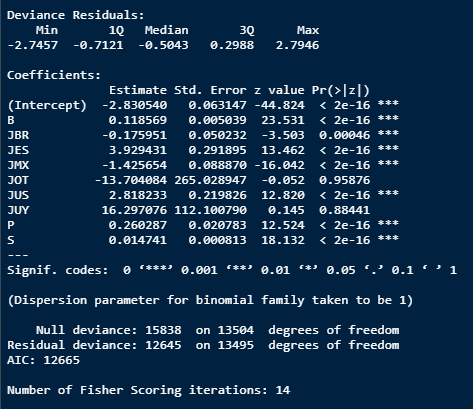 Deviance Residuals:
    Min       1Q   Median       3Q      Max
-2.7457  -0.7121  -0.5043   0.2988   2.7946

Coefficients:
              Estimate Std. Error z value Pr(>|z|)
(Intercept)  -2.830540   0.063147 -44.824  < 2e-16 ***
B             0.118569   0.005039  23.531  < 2e-16 ***
JBR          -0.175951   0.050232  -3.503  0.00046 ***
JES           3.929431   0.291895  13.462  < 2e-16 ***
JMX          -1.425654   0.088870 -16.042  < 2e-16 ***
JOT         -13.704084 265.028947  -0.052  0.95876
JUS           2.818233   0.219826  12.820  < 2e-16 ***
JUY          16.297076 112.100790   0.145  0.88441
P             0.260287   0.020783  12.524  < 2e-16 ***
S             0.014741   0.000813  18.132  < 2e-16 ***
---
Signif. codes:  0 ‘***’ 0.001 ‘**’ 0.01 ‘*’ 0.05 ‘.’ 0.1 ‘ ’ 1

(Dispersion parameter for binomial family taken to be 1)

    Null deviance: 15838  on 13504  degrees of freedom
Residual deviance: 12645  on 13495  degrees of freedom
AIC: 12665

Number of Fisher Scoring iterations: 14